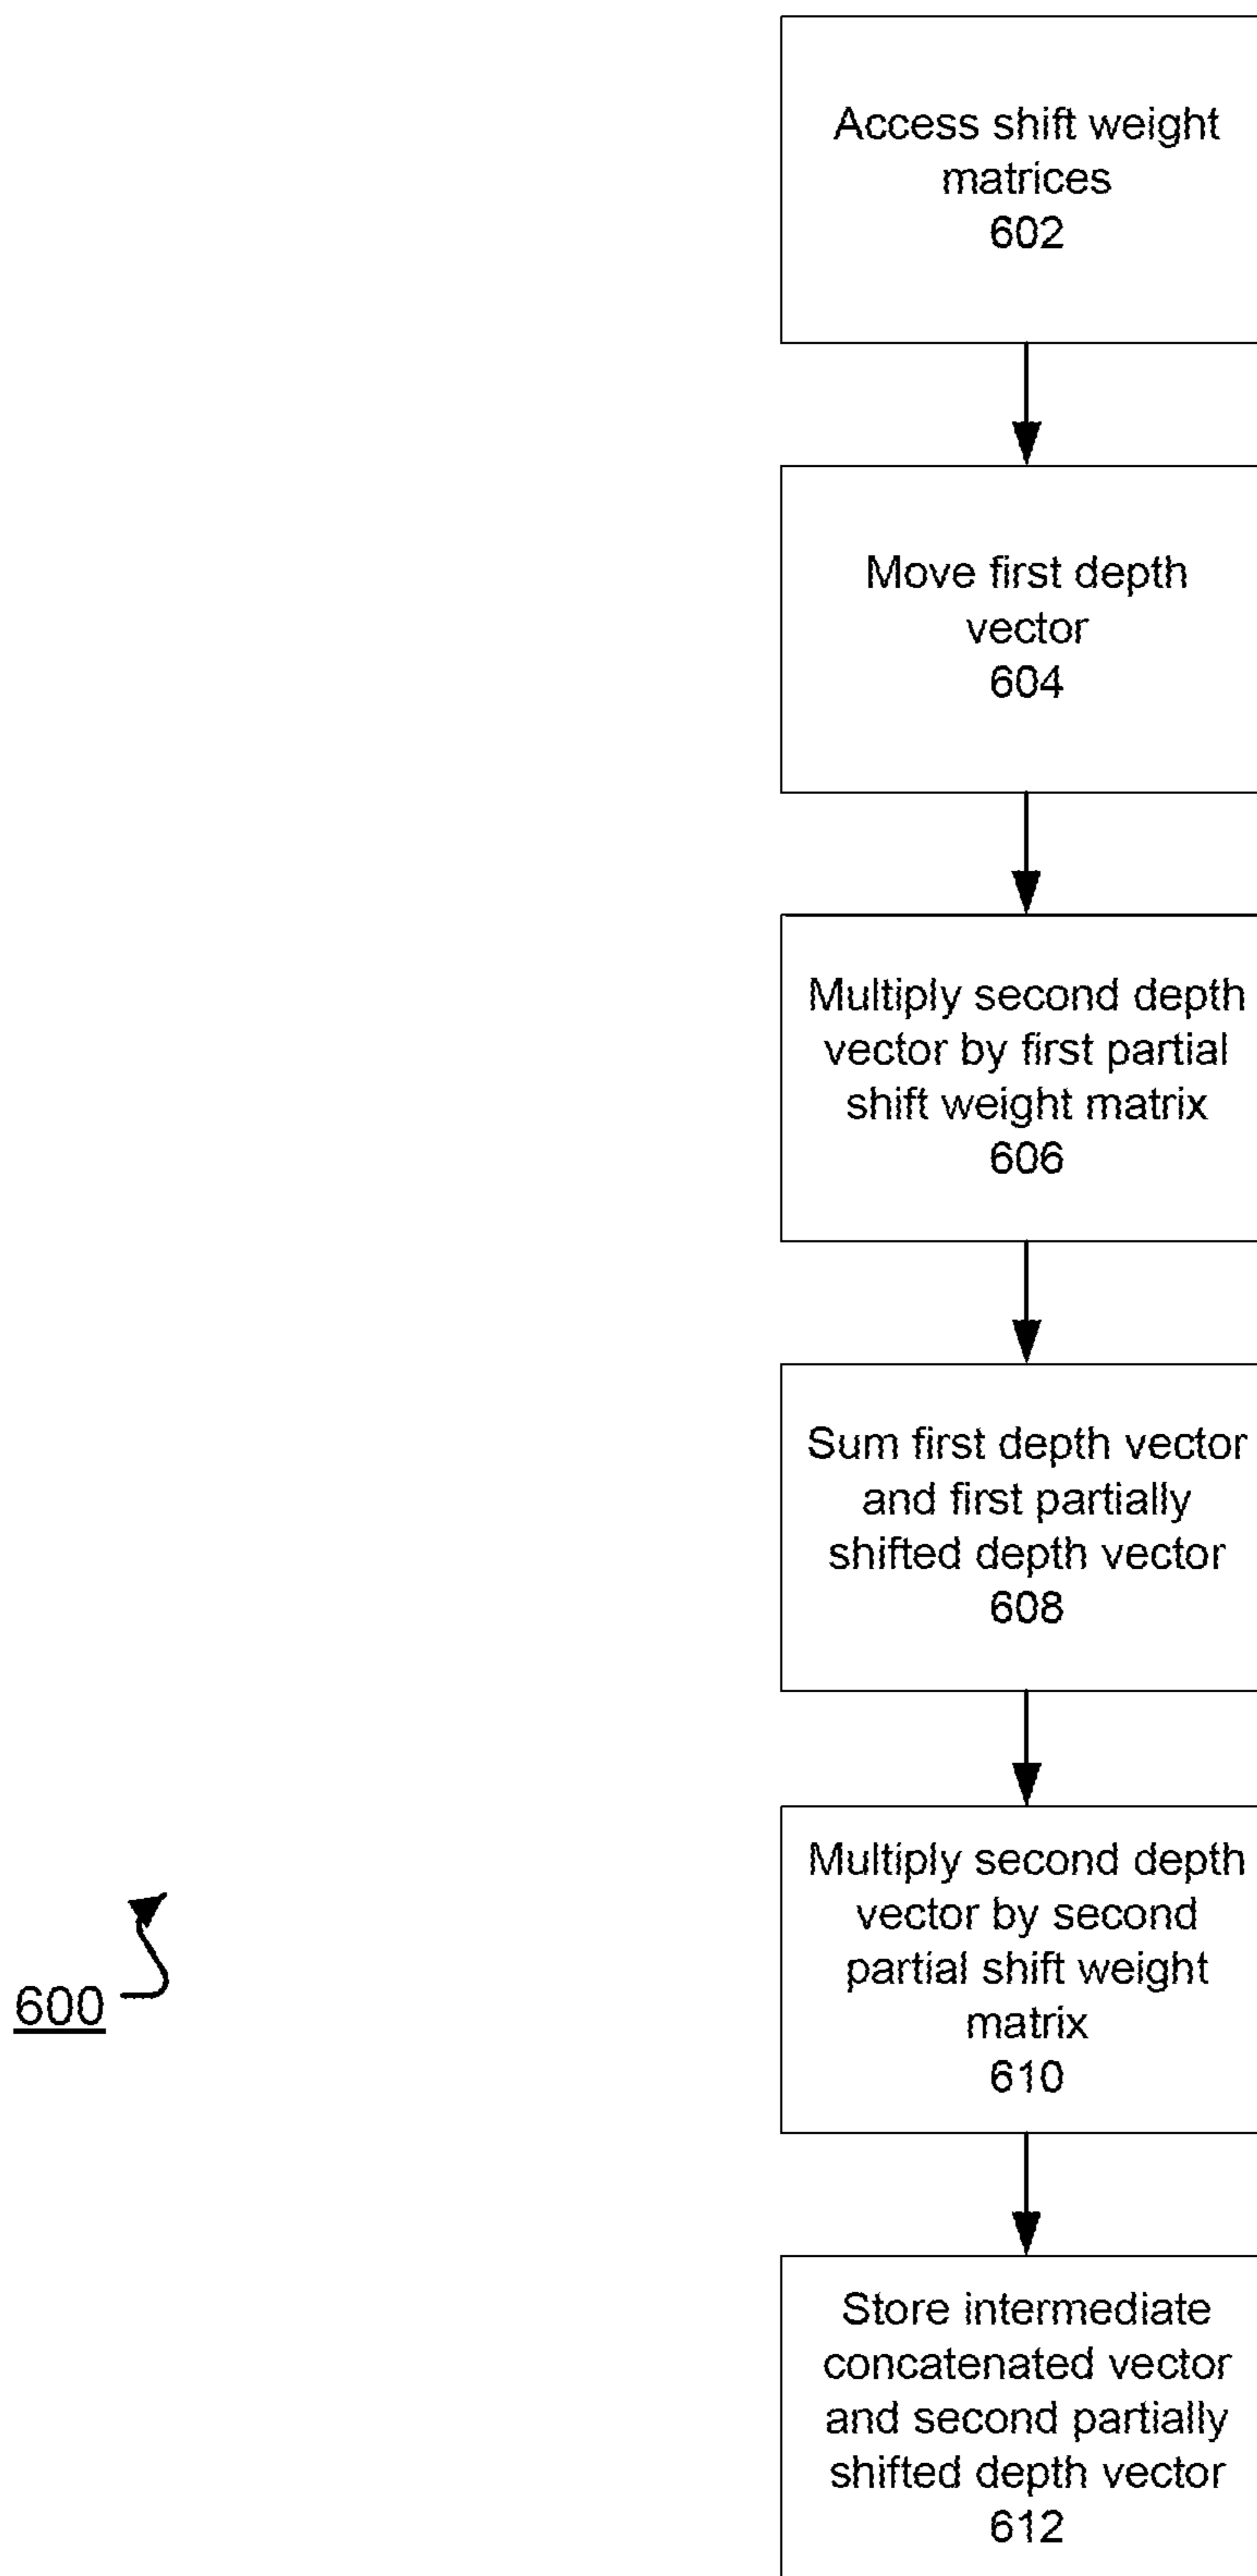 Access shift weight
matrices
602
Move first depth
vector
604
Multiply second depth
vector by first partial
shift weight matrix
606
Sum first depth vector
and first partially
shifted depth vector
608
Multiply second depth
vector by second
partial shift weight
matrix
610
600
Store intermediate
concatenated vector
and second partially
shifted depth vector
612